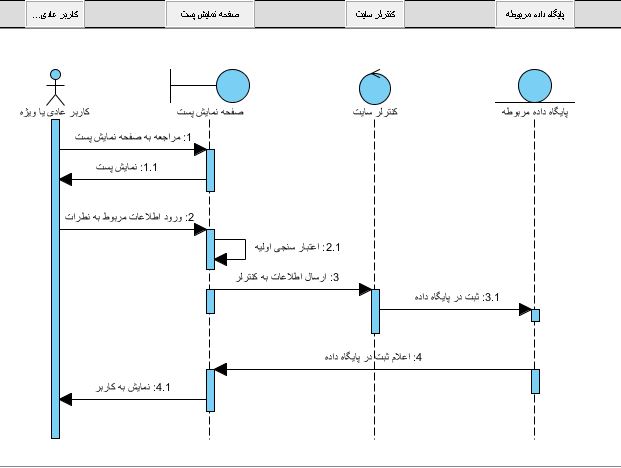 کاربر عادی...
صفحه نمایش پست
کنترلر سایت
پایگاه داده مربوطه
کاربر عادی یا ویژه
صفحه نمایش پست
کنترلر سایت
پایگاه داده مربوطه
1: مراجعه به صفحه نمایش پست
1.1: نمایش پست
2: ورود اطلاعات مربوط به نظرات
2.1: اعتبار سنجی اولیه
3: ارسال اطلاعات به کنترلر
3.1: ثبت در پایگاه داده
4: اعلام ثبت در پایگاه داده
4.1: نمایش به کاربر